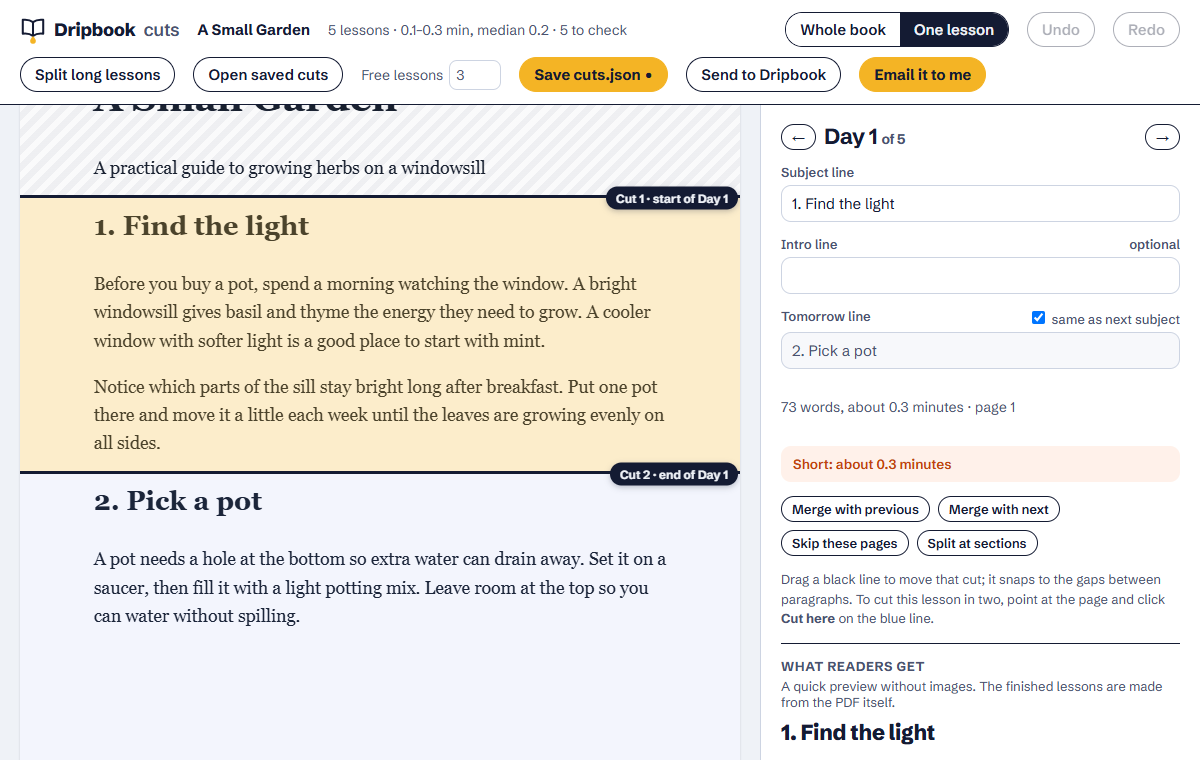 Dripbook cuts A Small Garden 5 lessons · 0.1–0.3 min, median 0.2 · 5 to check Whole book One lesson Undo Redo
Split long lessons Open saved cuts Free lessons 3 Save cuts.json • Send to Dripbook Email it to me
A Small Garden
A practical guide to growing herbs on a windowsill
Cut 1 · start of Day 1
1. Find the light
Before you buy a pot, spend a morning watching the window. A bright
windowsill gives basil and thyme the energy they need to grow. A cooler
window with softer light is a good place to start with mint.
Notice which parts of the sill stay bright long after breakfast. Put one pot
there and move it a little each week until the leaves are growing evenly on
all sides.
Cut 2 · end of Day 1
2. Pick a pot
A pot needs a hole at the bottom so extra water can drain away. Set it on a
saucer, then fill it with a light potting mix. Leave room at the top so you
can water without spilling.
← Day 1 of 5 →
Subject line
1. Find the light
Intro line optional
Tomorrow line same as next subject
2. Pick a pot
73 words, about 0.3 minutes · page 1
Short: about 0.3 minutes
Merge with previous Merge with next
Skip these pages Split at sections
Drag a black line to move that cut; it snaps to the gaps between
paragraphs. To cut this lesson in two, point at the page and click
Cut here on the blue line.
WHAT READERS GET
A quick preview without images. The finished lessons are made
from the PDF itself.
1. Find the light